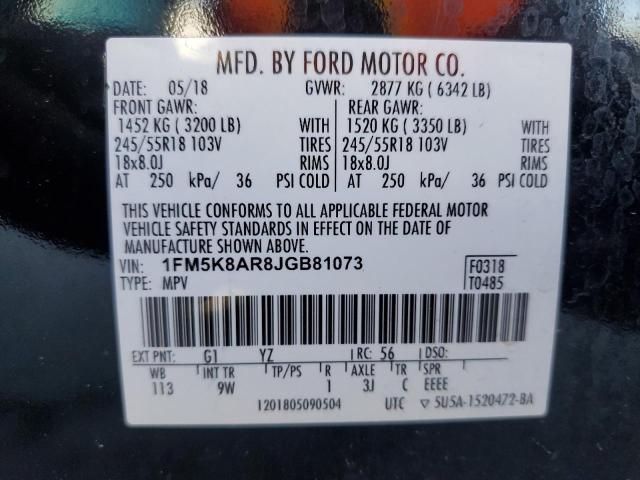 MFD. BY FORD MOTOR CO.
DATE: 05/18 GVWR: 2877 KG ( 6342 LB)
FRONT GAWR: REAR GAWR:
1452 KG ( 3200 LB) WITH 1520 KG ( 3350 LB) WITH
245/55R18 103V TIRES 245/55R18 103V TIRES
18x8.0J RIMS 18x8.0J RIMS
AT 250 kPa/ 36 PSI COLD AT 250 kPa/ 36 PSI COLD
THIS VEHICLE CONFORMS TO ALL APPLICABLE FEDERAL MOTOR
VEHICLE SAFETY STANDARDS IN EFFECT ON THE DATE OF
MANUFACTURE SHOWN ABOVE.
VIN: 1FM5K8AR8JGB81073 F0318
TYPE: MPV T0485
EXT PNT: G1 YZ RC: 56 DSO:
WB INT TR TP/PS R AXLE TR SPR
113 9W 1 3J C EEEE
1201805090504 UTC ▽ 5U5A-1520472-BA